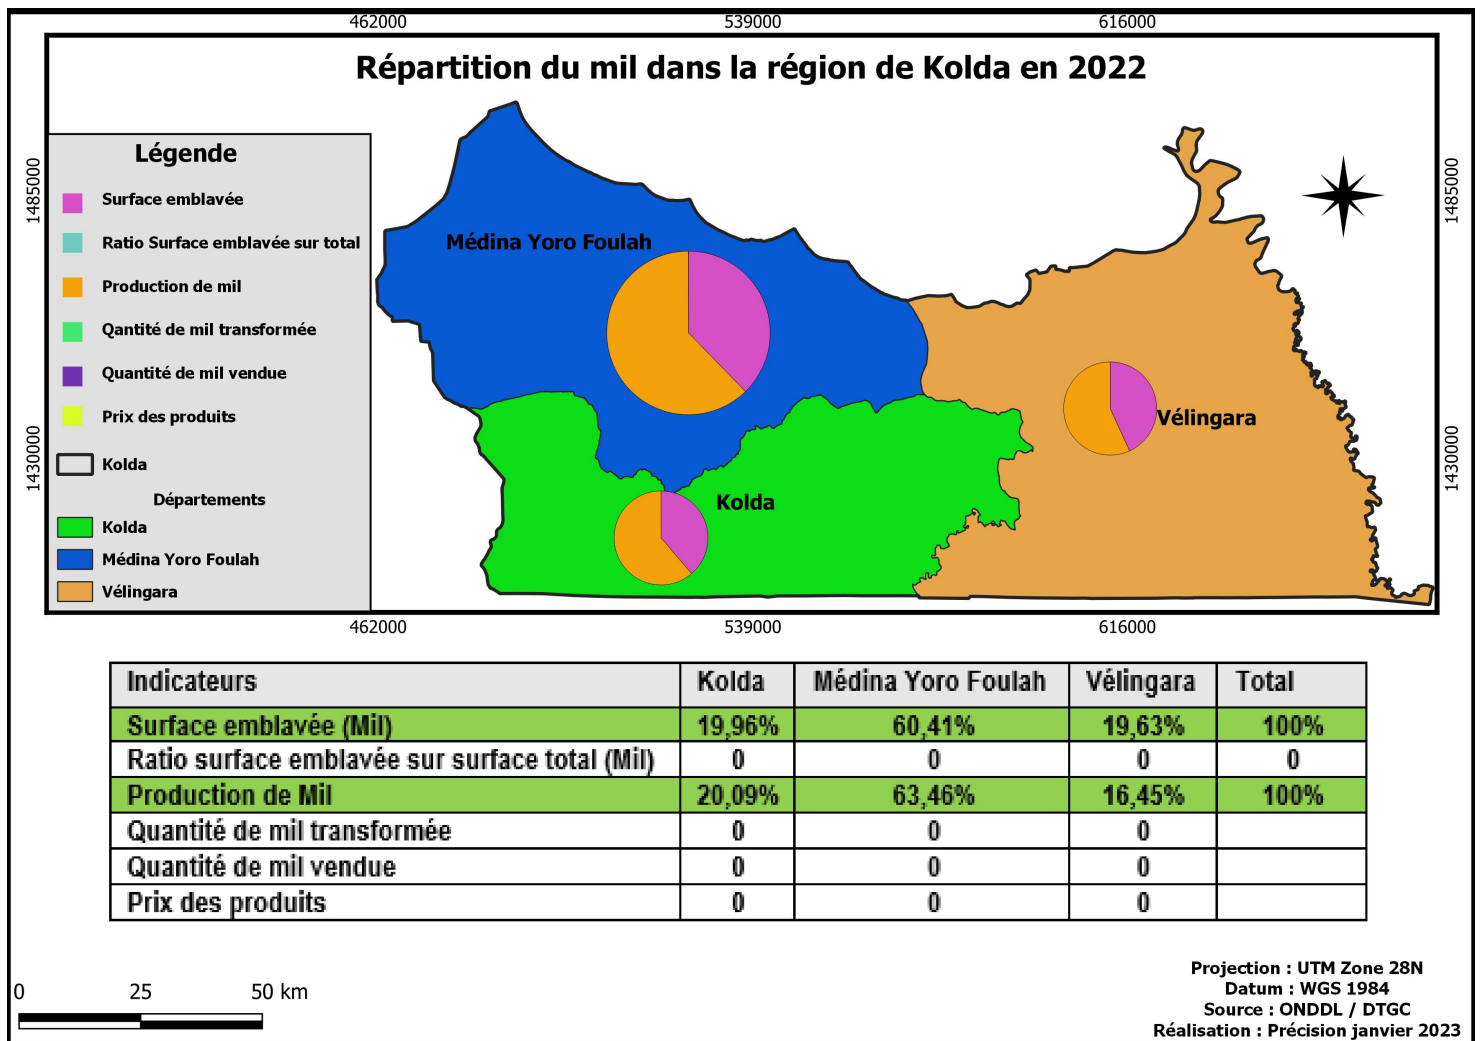 462000 539000 616000
Répartition du mil dans la région de Kolda en 2022
Légende
Surface emblavée
Ratio Surface emblavée sur total
Production de mil
Qantité de mil transformée
Quantité de mil vendue
Prix des produits
Kolda
Départements
Kolda
Médina Yoro Foulah
Vélingara
1485000
1430000
Médina Yoro Foulah
Vélingara
Kolda
1485000
1430000
462000 539000 616000
Indicateurs Kolda Médina Yoro Foulah Vélingara Total
Surface emblavée (Mil) 19,96% 60,41% 19,63% 100%
Ratio surface emblavée sur surface total (Mil) 0 0 0 0
Production de Mil 20,09% 63,46% 16,45% 100%
Quantité de mil transformée 0 0 0
Quantité de mil vendue 0 0 0
Prix des produits 0 0 0
0 25 50 km
Projection : UTM Zone 28N
Datum : WGS 1984
Source : ONDDL / DTGC
Réalisation : Précision janvier 2023